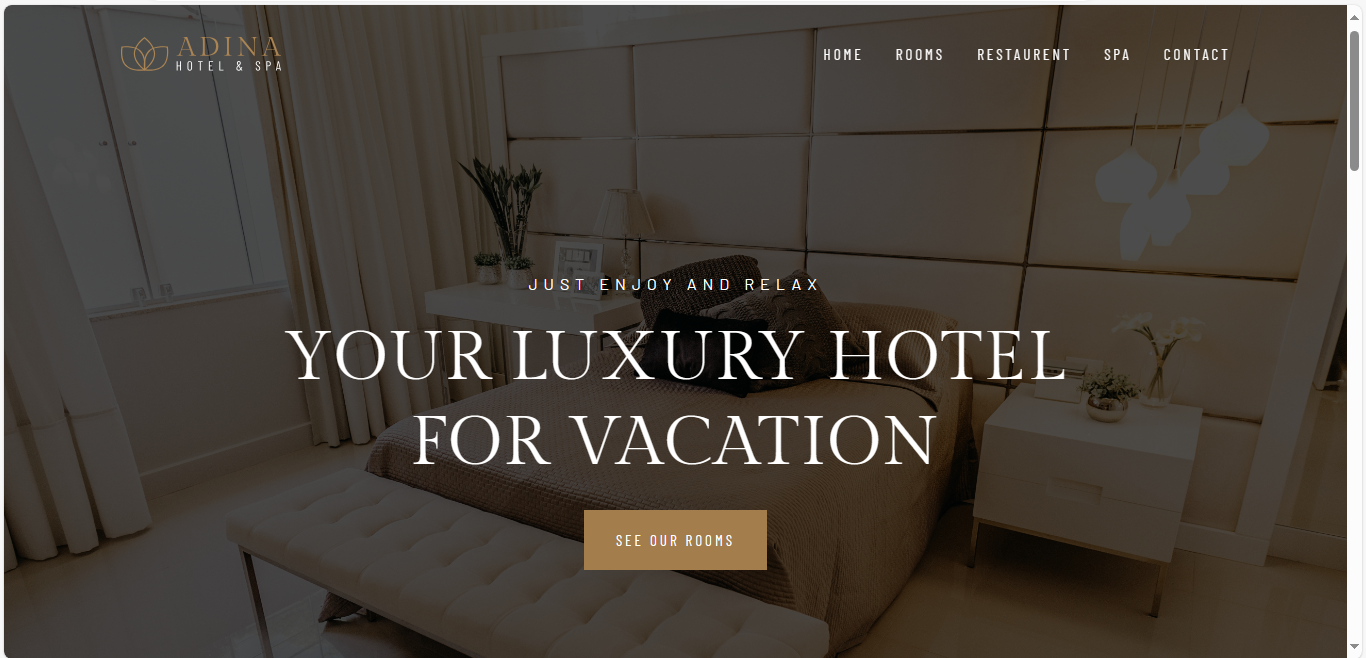 ADINA
HOTEL & SPA
HOME ROOMS RESTAURENT SPA CONTACT
JUST ENJOY AND RELAX
YOUR LUXURY HOTEL
FOR VACATION
SEE OUR ROOMS